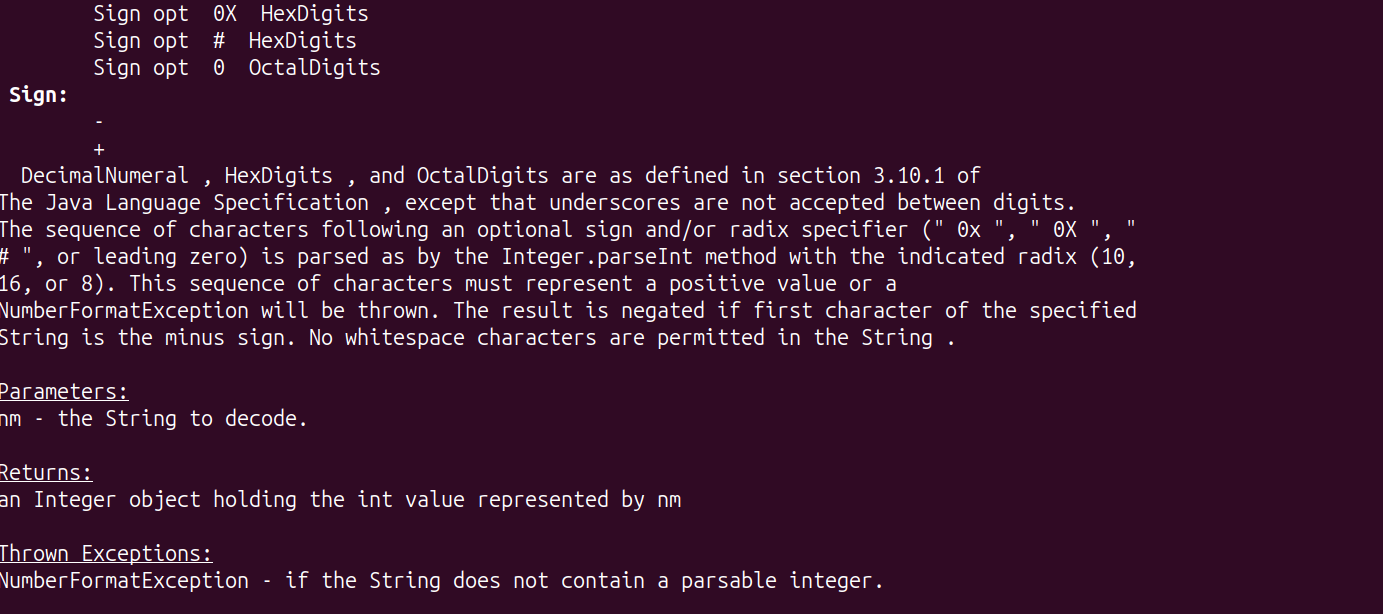 Sign opt 0X HexDigits
Sign opt # HexDigits
Sign opt 0 OctalDigits
Sign:
-
+
DecimalNumeral , HexDigits , and OctalDigits are as defined in section 3.10.1 of
The Java Language Specification , except that underscores are not accepted between digits.
The sequence of characters following an optional sign and/or radix specifier (" 0x ", " 0X ", "
# ", or leading zero) is parsed as by the Integer.parseInt method with the indicated radix (10,
16, or 8). This sequence of characters must represent a positive value or a
NumberFormatException will be thrown. The result is negated if first character of the specified
String is the minus sign. No whitespace characters are permitted in the String .
Parameters:
nm - the String to decode.
Returns:
an Integer object holding the int value represented by nm
Thrown Exceptions:
NumberFormatException - if the String does not contain a parsable integer.